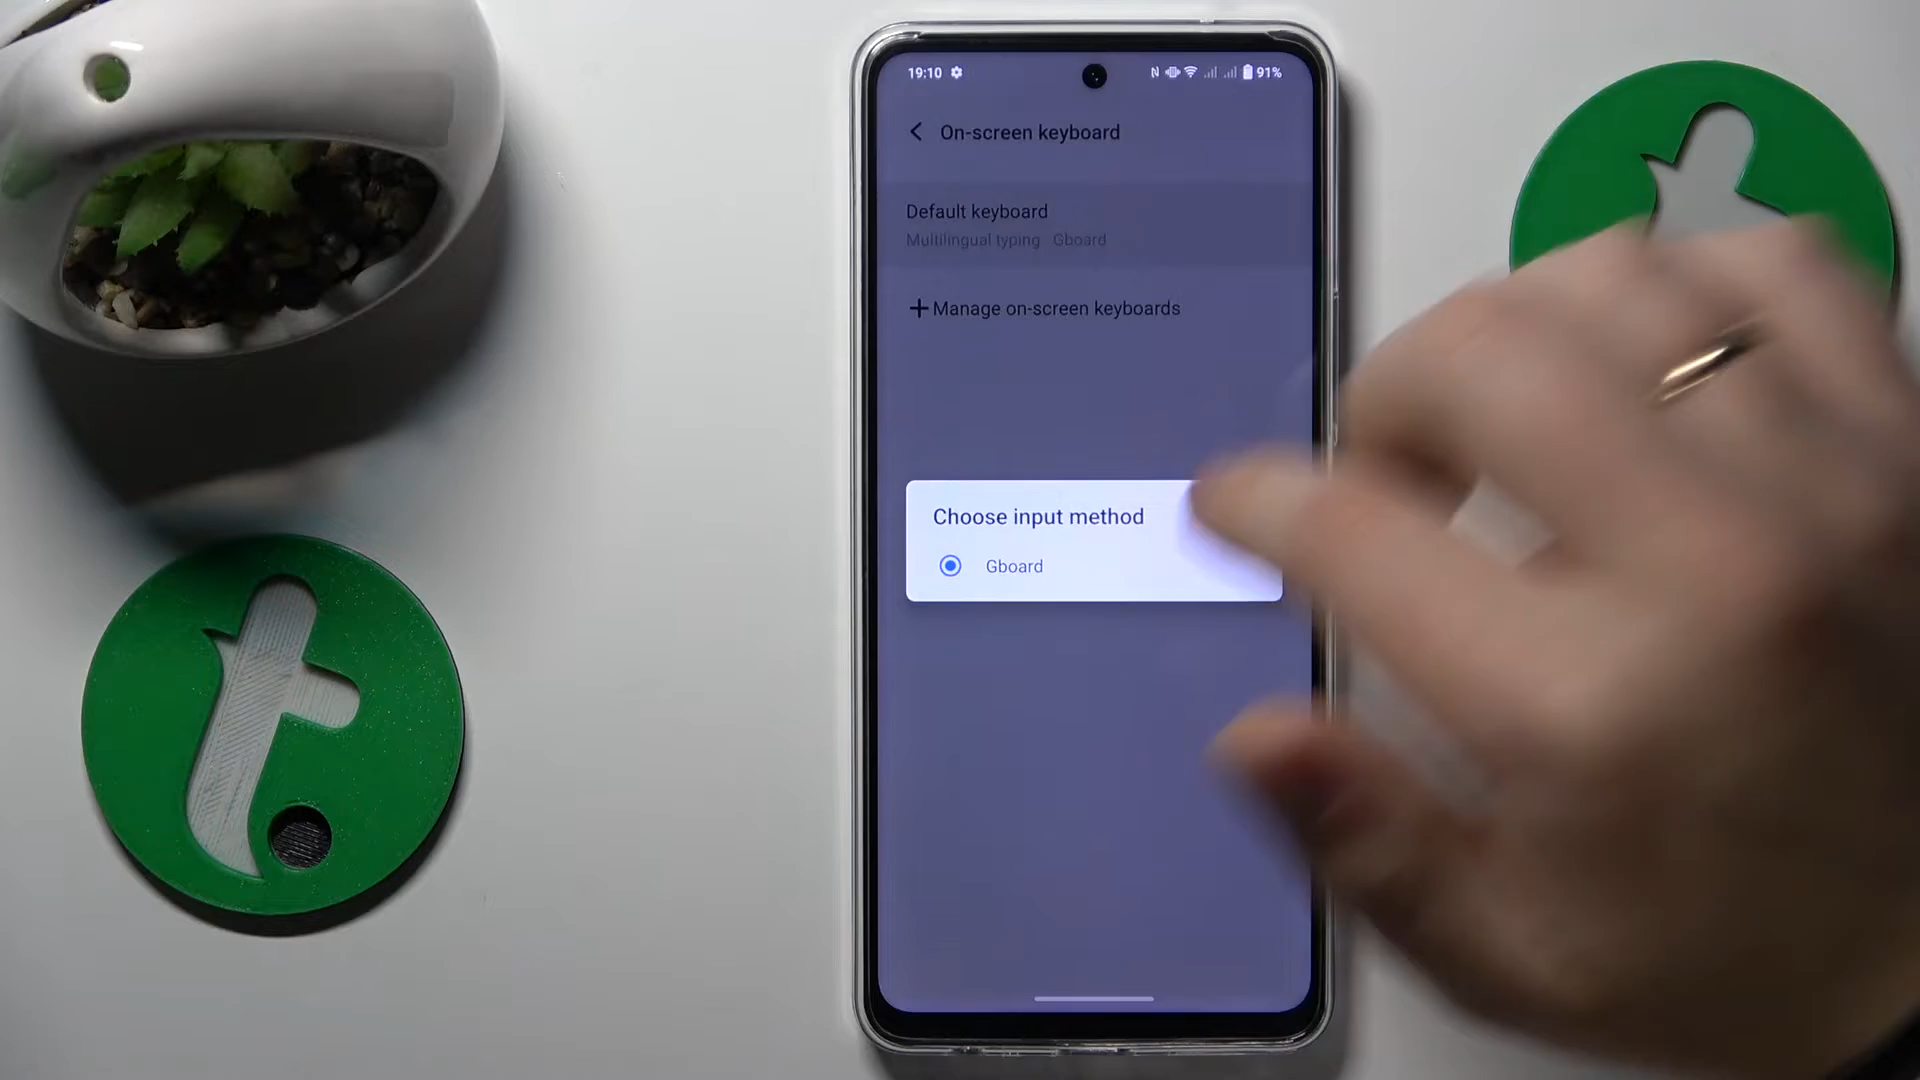 19:10
91%
On-screen keyboard
Default keyboard
Multilingual typing Gboard
+ Manage on-screen keyboards
Choose input method
Gboard